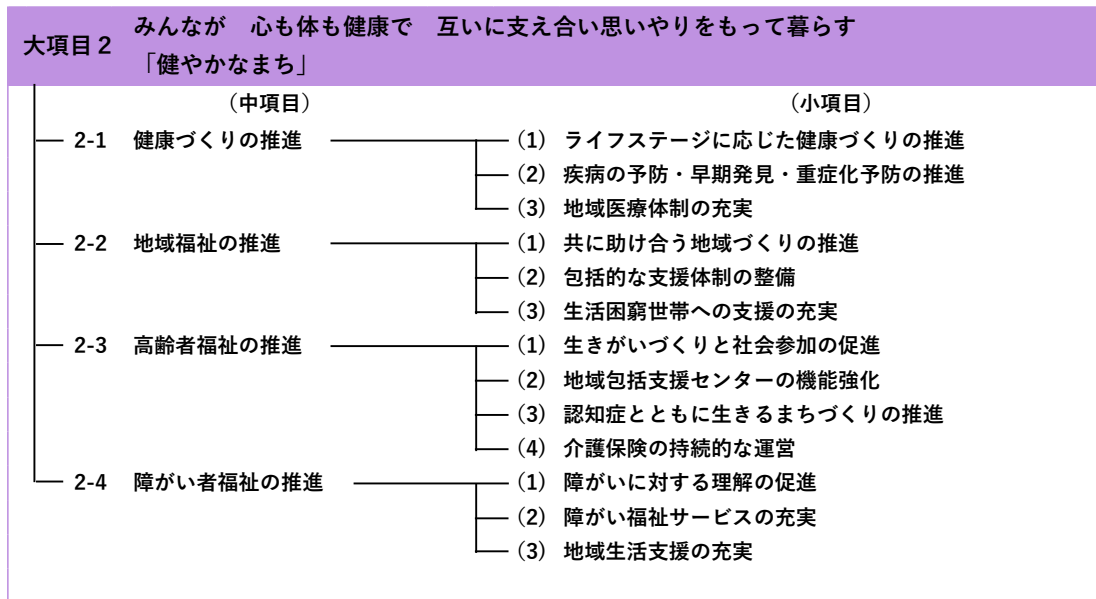 大項目2
みんなが　心も体も健康で　互いに支え合い思いやりをもって暮らす
「健やかなまち」
（中項目）　（小項目）
2-1　健康づくりの推進　（1）ライフステージに応じた健康づくりの推進
（2）疾病の予防・早期発見・重症化予防の推進
（3）地域医療体制の充実
2-2　地域福祉の推進　（1）共に助け合う地域づくりの推進
（2）包括的な支援体制の整備
（3）生活困窮世帯への支援の充実
2-3　高齢者福祉の推進　（1）生きがいづくりと社会参加の促進
（2）地域包括支援センターの機能強化
（3）認知症とともに生きるまちづくりの推進
（4）介護保険の持続的な運営
2-4　障がい者福祉の推進　（1）障がいに対する理解の促進
（2）障がい福祉サービスの充実
（3）地域生活支援の充実